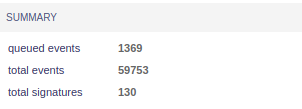 SUMMARY
queued events 1369
total events 59753
total signatures 130